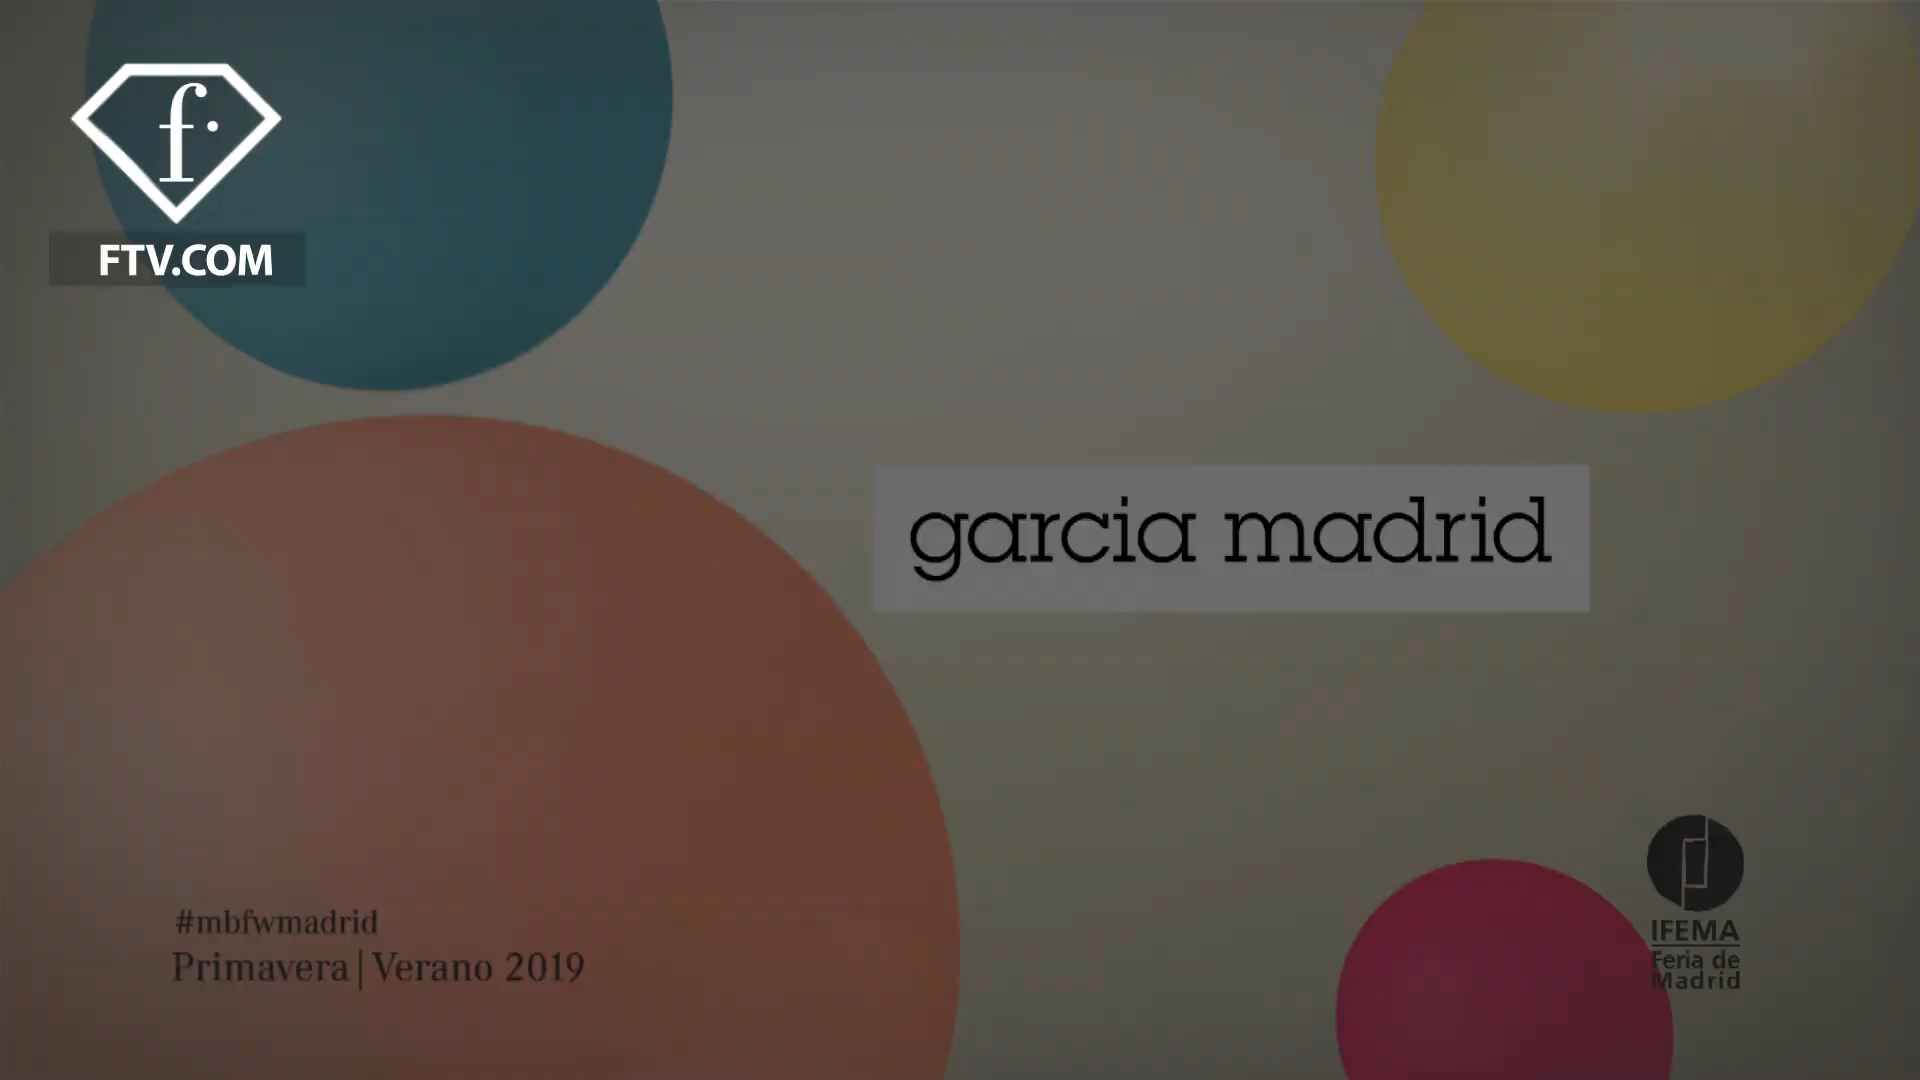 f.
FTV.COM
garcia madrid
#mbfwmadrid
Primavera|Verano 2019
IFEMA
Feria de
Madrid